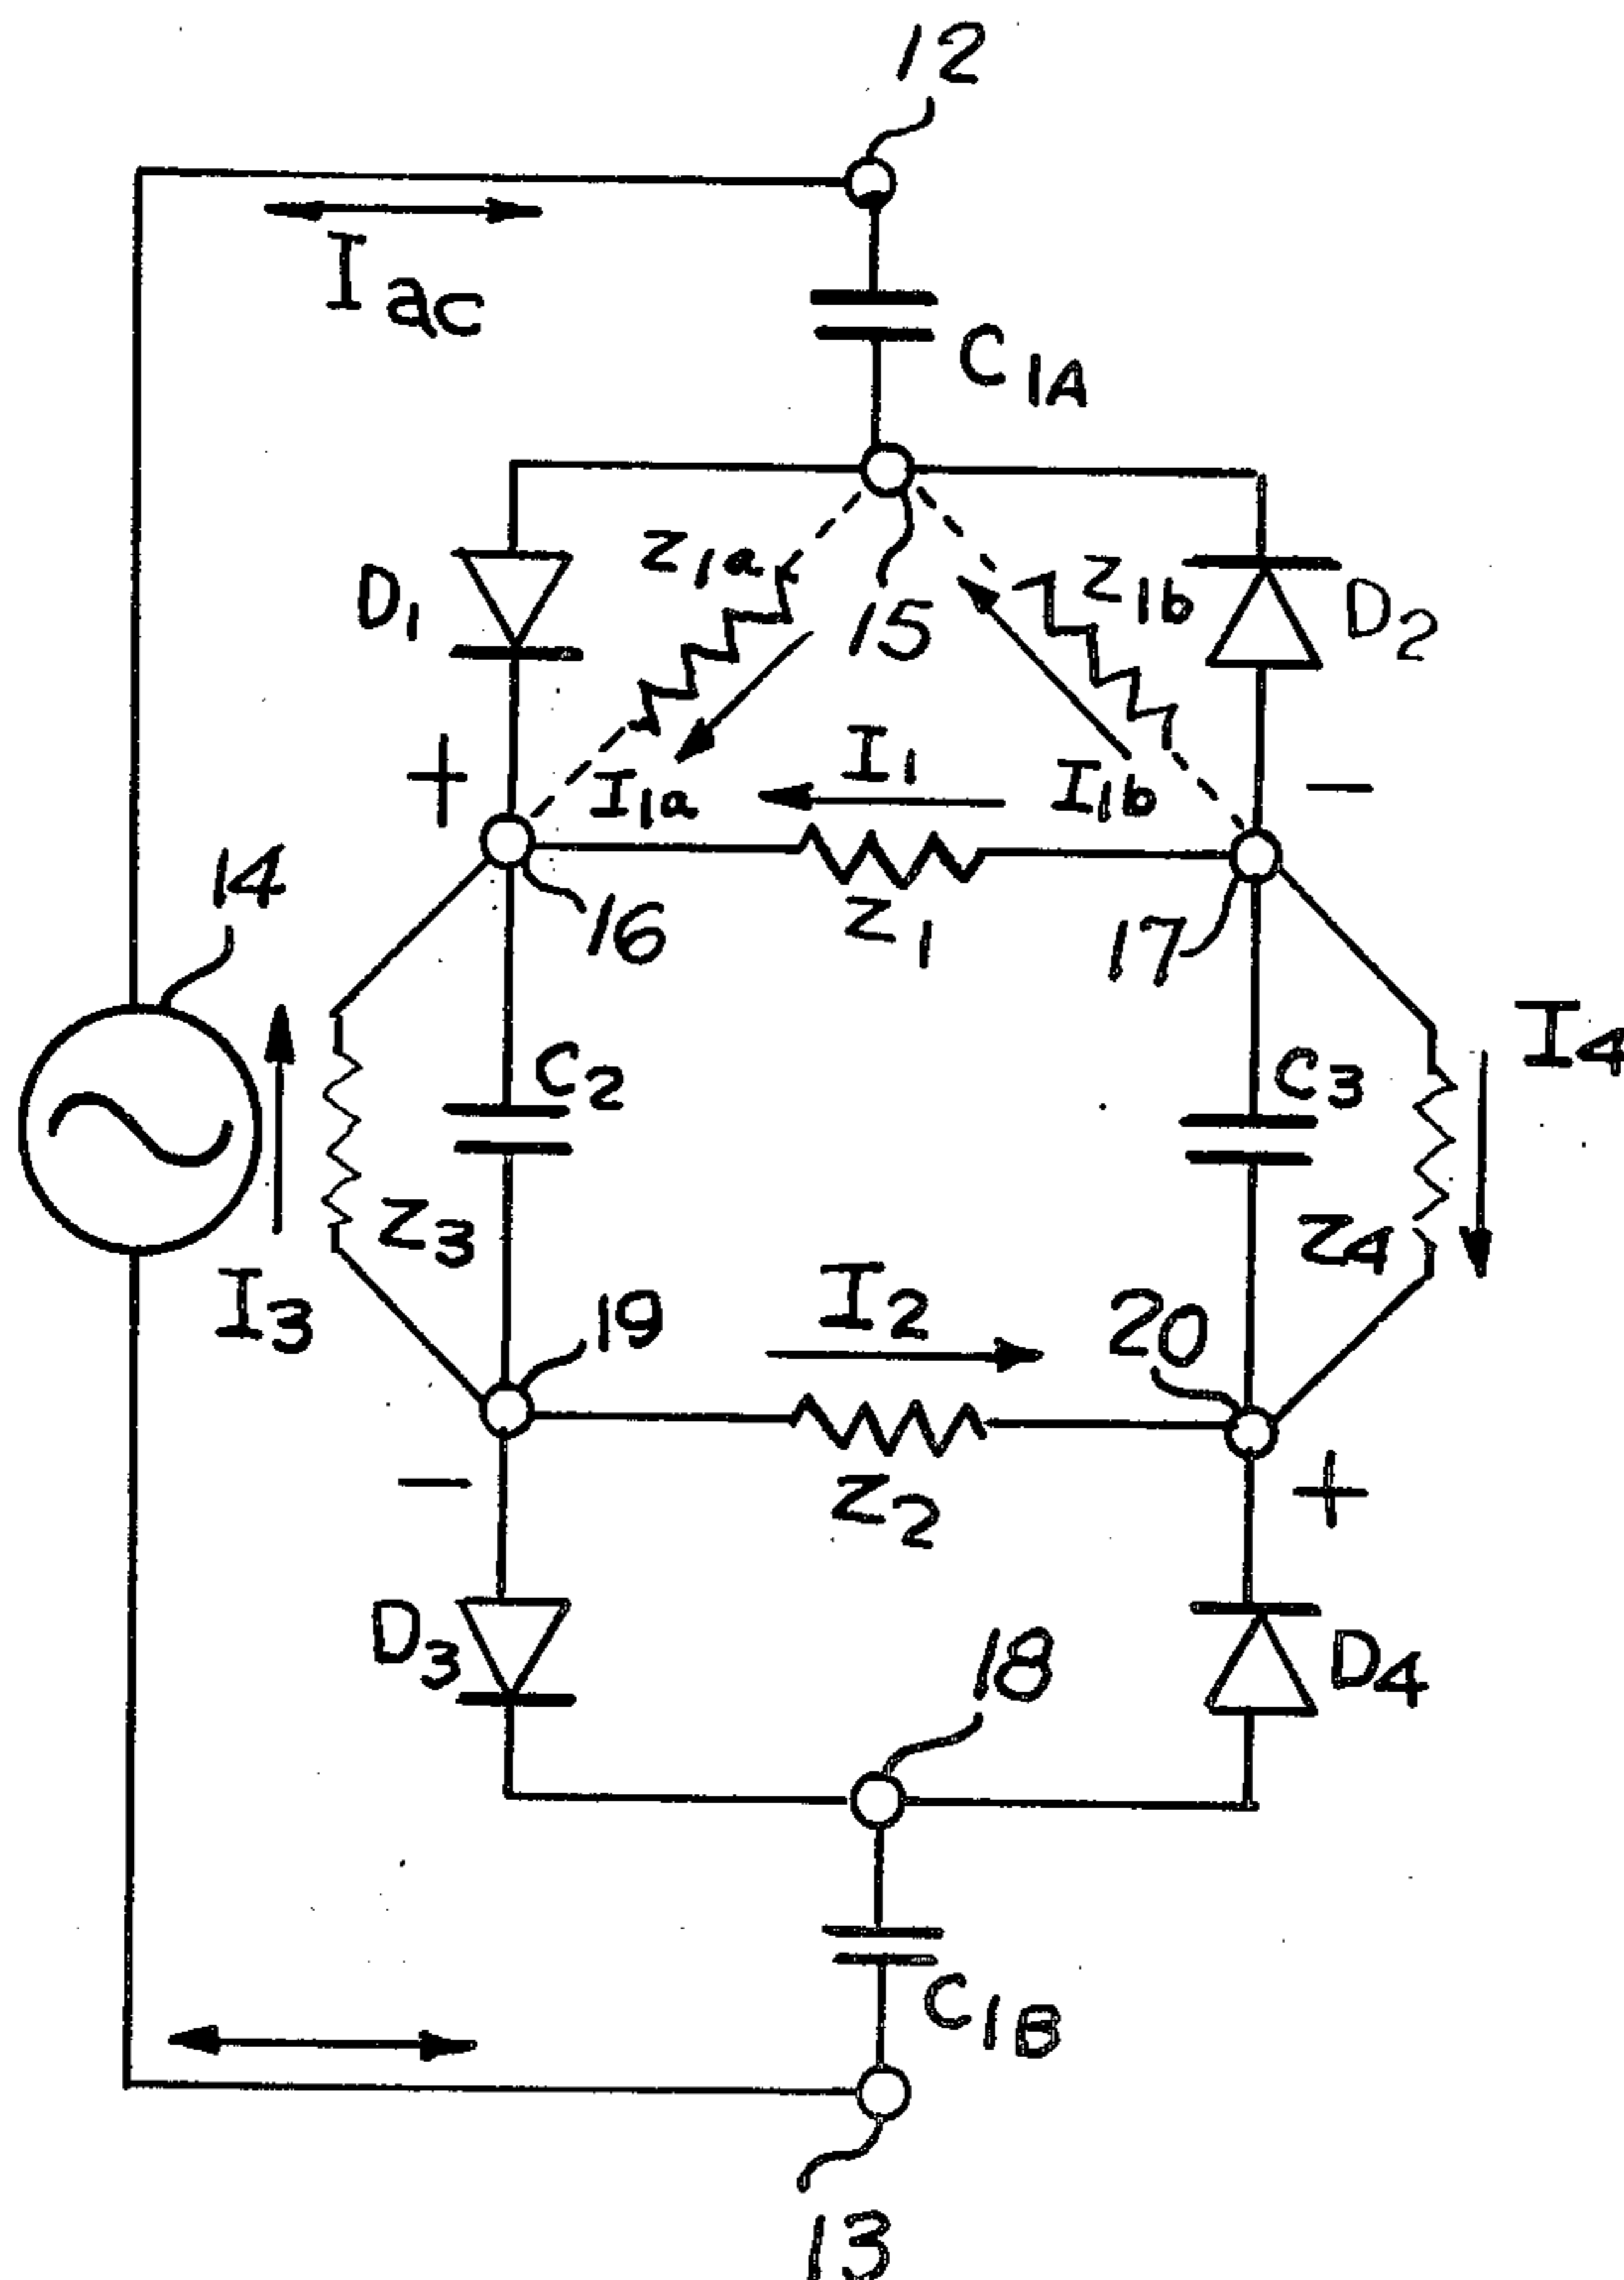 12
Iac
C1A
Z1a
Z1b
D1
15
D2
+
I1a
I1
I1b
−
14
16
Z1
17
I4
C2
C3
Z3
Z4
I3
19
I2
20
−
Z2
+
D3
18
D4
C1B
13